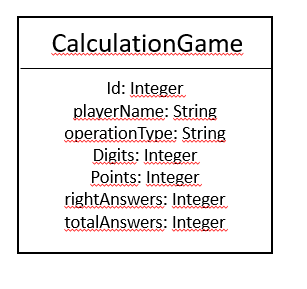 CalculationGame
Id: Integer
playerName: String
operationType: String
Digits: Integer
Points: Integer
rightAnswers: Integer
totalAnswers: Integer